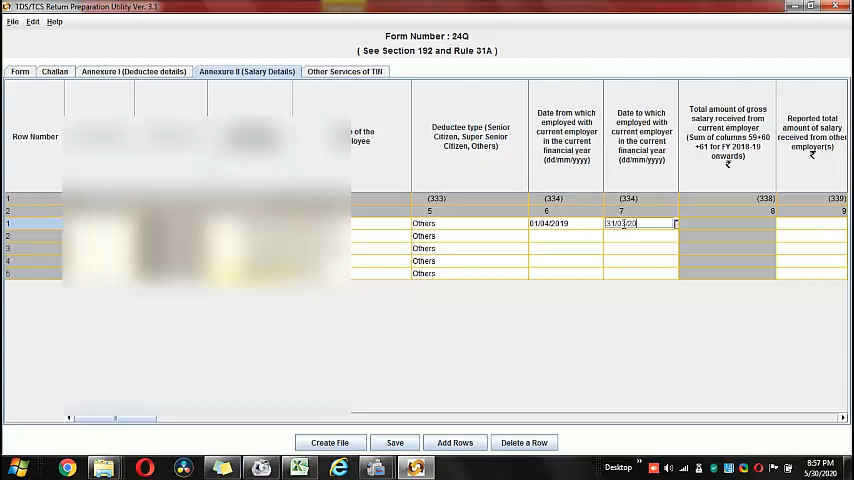 TDS/TCS Return Preparation Utility Ver. 3.1
File Edit Help
Form Number : 24Q
( See Section 192 and Rule 31A )
Form Challan Annexure I (Deductee details) Annexure II (Salary Details) Other Services of TIN
Row Number
e of the
loyee
Deductee type (Senior
Citizen, Super Senior
Citizen, Others)
Date from which
employed with
current employer
in the current
financial year
(dd/mm/yyyy)
Date to which
employed with
current employer
in the current
financial year
(dd/mm/yyyy)
Total amount of gross
salary received from
current employer
(Sum of columns 59+60
+61 for FY 2018-19
onwards)
₹
Reported total
amount of salary
received from other
employer(s)
₹
1 (333) (334) (334) (338) (339)
2 5 6 7 8 9
1 Others 01/04/2019 31/03/20
2 Others
3 Others
4 Others
5 Others
Create File Save Add Rows Delete a Row
Desktop »
8:57 PM
5/30/2020